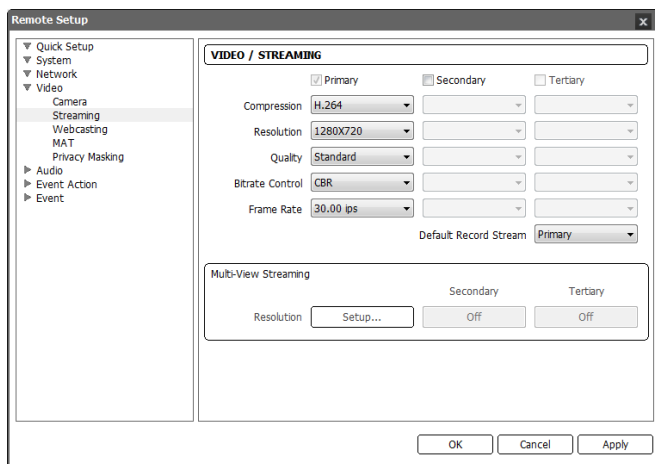 Remote Setup
Quick Setup
System
Network
Video
Camera
Streaming
Webcasting
MAT
Privacy Masking
Audio
Event Action
Event
VIDEO / STREAMING
Primary Secondary Tertiary
Compression H.264
Resolution 1280X720
Quality Standard
Bitrate Control CBR
Frame Rate 30.00 ips
Default Record Stream Primary
Multi-View Streaming
Secondary Tertiary
Resolution Setup... Off Off
OK Cancel Apply